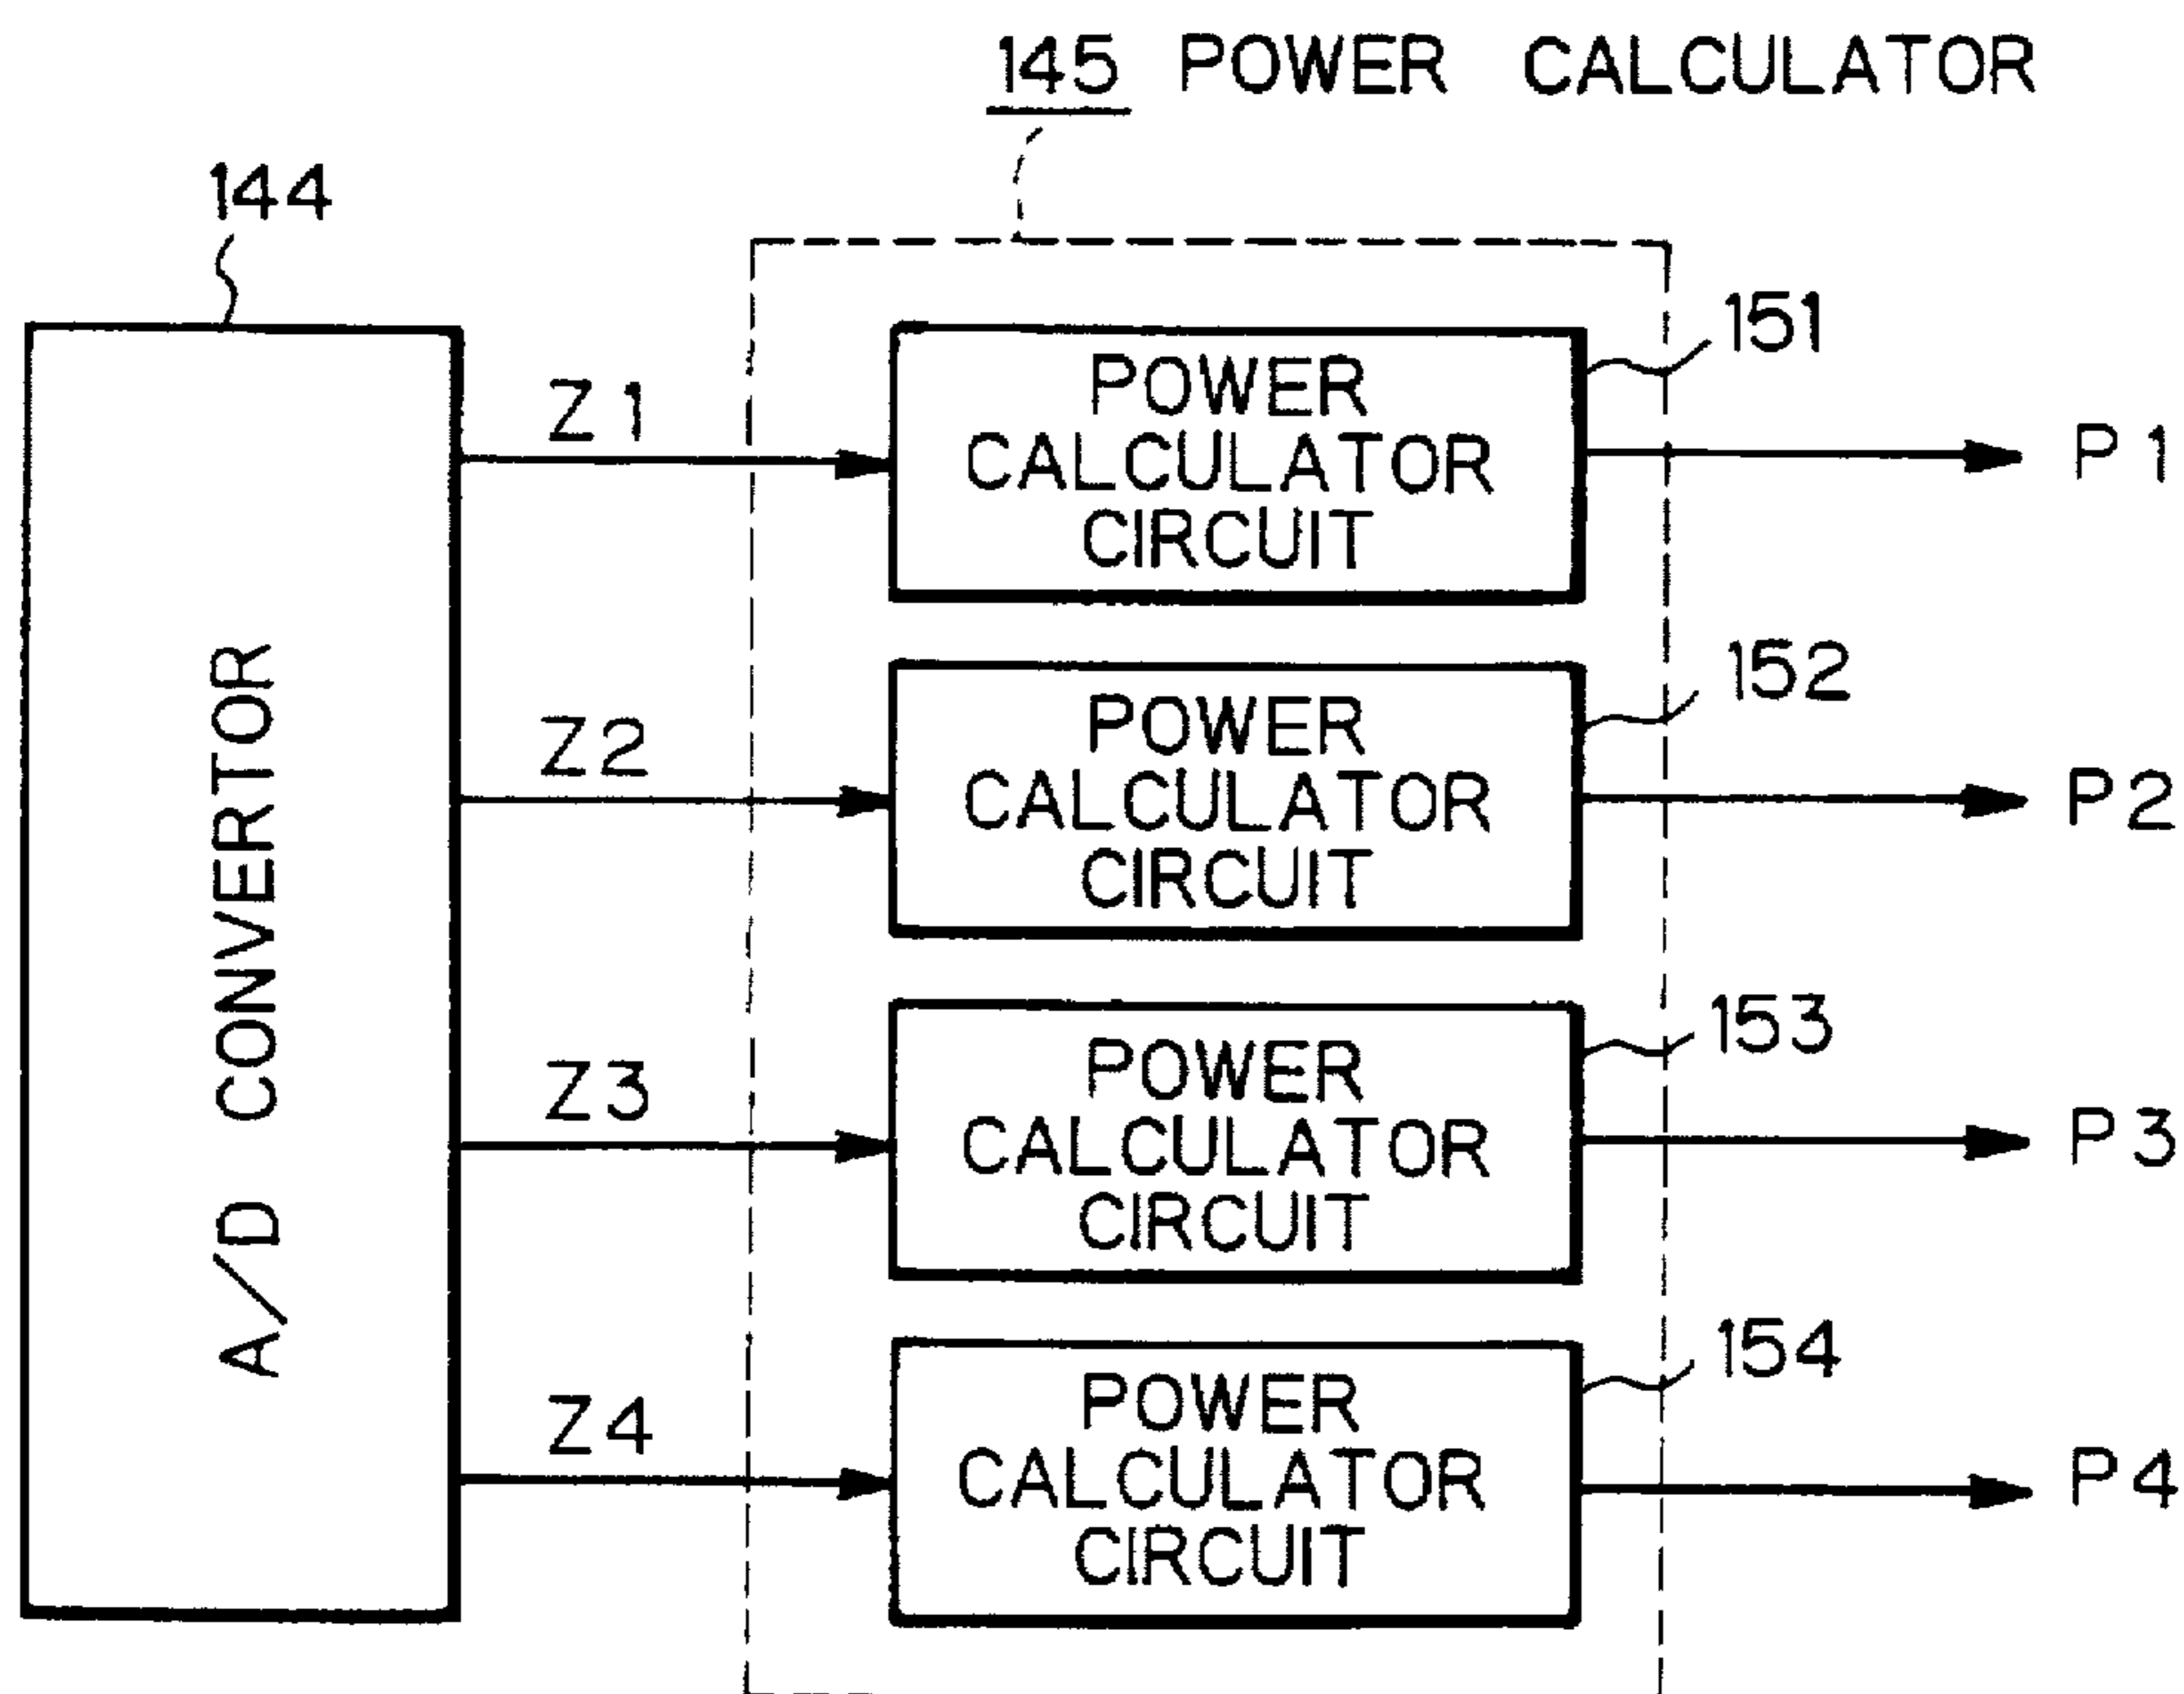 145 POWER CALCULATOR
144
A/D CONVERTOR
Z1
POWER
CALCULATOR
CIRCUIT
151
P1
Z2
POWER
CALCULATOR
CIRCUIT
152
P2
Z3
POWER
CALCULATOR
CIRCUIT
153
P3
Z4
POWER
CALCULATOR
CIRCUIT
154
P4